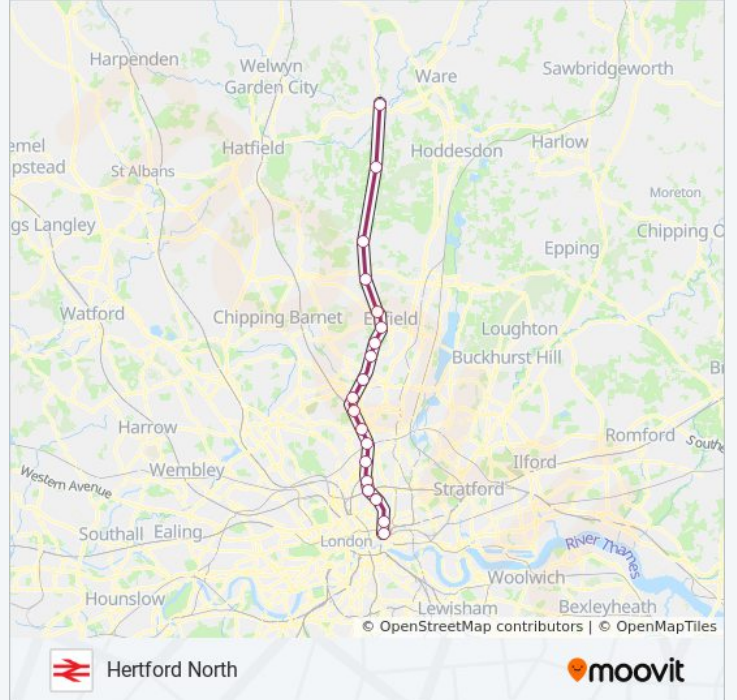 Harpenden
Welwyn
Garden City
Ware
Sawbridgeworth
emel
pstead
St Albans
Hatfield
Hoddesdon
Harlow
Moreton
gs Langley
Chipping O
Epping
Watford
Chipping Barnet
Enfield
Loughton
Buckhurst Hill
Harrow
Romford
Wembley
Ilford
Western Avenue
Stratford
Southall
Ealing
London
River Thames
Woolwich
Hounslow
Lewisham
Bexleyheath
© OpenStreetMap contributors | © OpenMapTiles
Hertford North
moovit